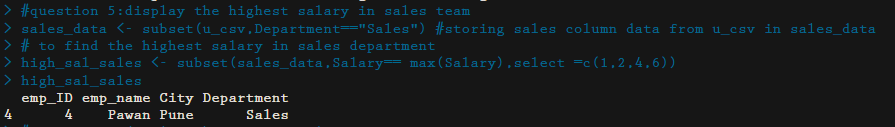 > #question 5:display the highest salary in sales team
> sales_data <- subset(u_csv,Department=="Sales") #storing sales column data from u_csv in sales_data
> # to find the highest salary in sales department
> high_sal_sales <- subset(sales_data,Salary== max(Salary),select =c(1,2,4,6))
> high_sal_sales
  emp_ID emp_name City Department
4      4    Pawan Pune      Sales